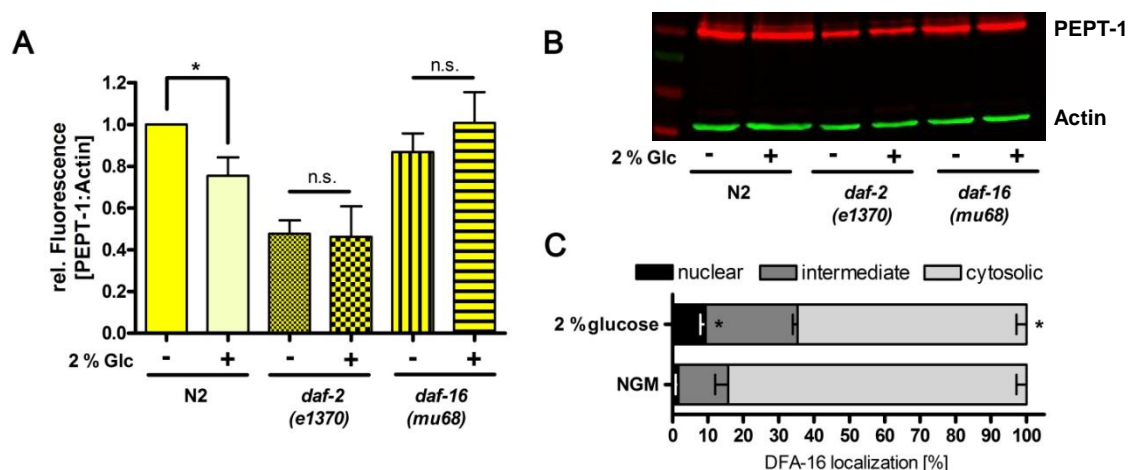 A
rel. Fluorescence
[PEPT-1:Actin]
1.2
1.0
0.8
0.6
0.4
0.2
0.0
*
n.s.
n.s.
2 % Glc - + - + - +
N2 daf-2 daf-16
(e1370) (mu68)
B
PEPT-1
Actin
2 % Glc - + - + - +
N2 daf-2 daf-16
(e1370) (mu68)
C
nuclear intermediate cytosolic
2 %glucose * *
NGM
0 10 20 30 40 50 60 70 80 90 100
DFA-16 localization [%]